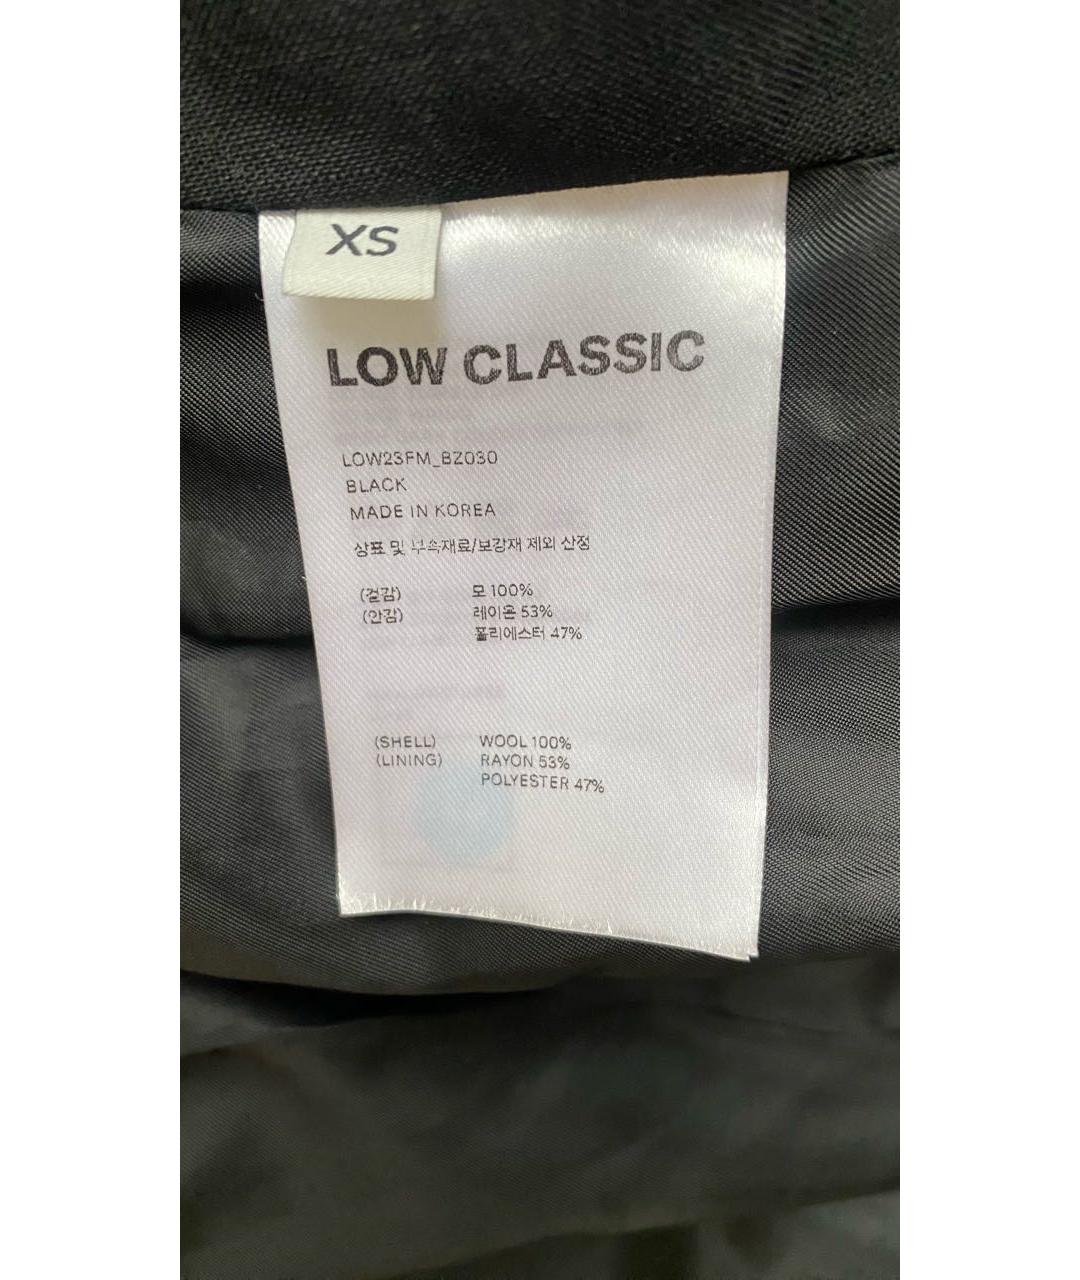 XS
LOW CLASSIC
LOW23FM_BZ030
BLACK
MADE IN KOREA
상표 및 부속재료/보강재 제외 산정
(겉감) 모 100%
(안감) 레이온 53%
폴리에스터 47%
(SHELL) WOOL 100%
(LINING) RAYON 53%
POLYESTER 47%